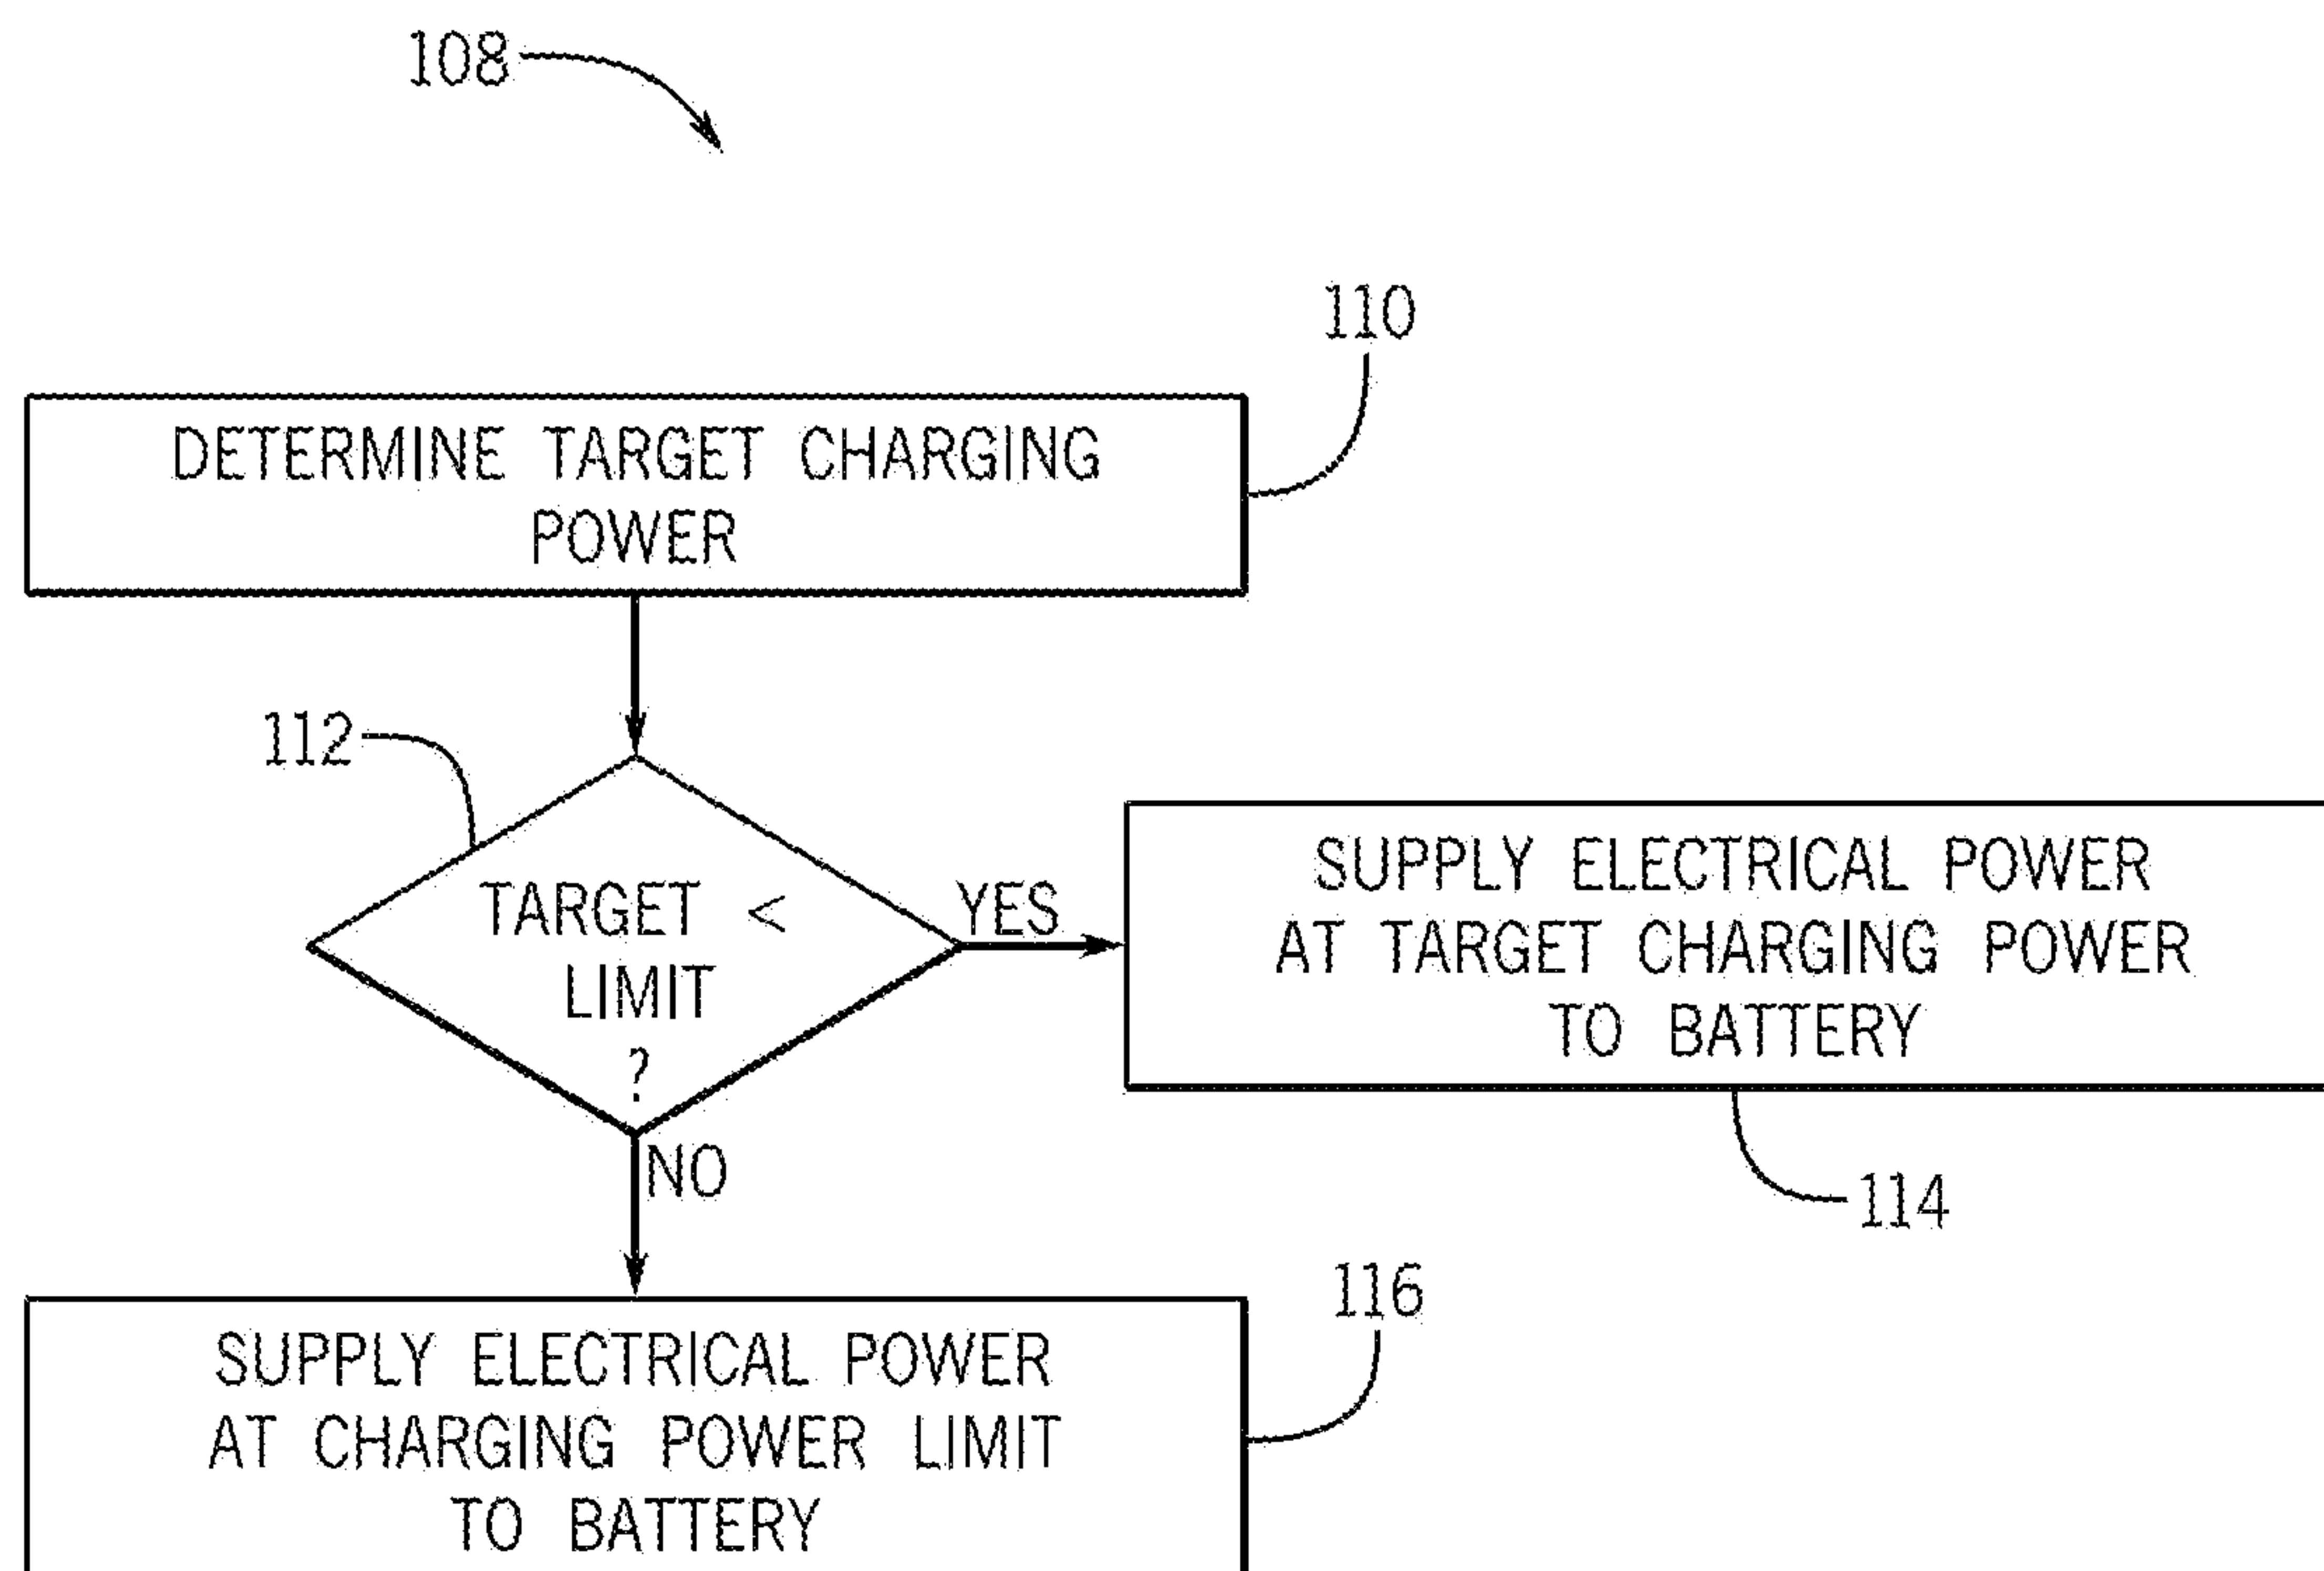 108
110
DETERMINE TARGET CHARGING
POWER
112
TARGET <
LIMIT
?
YES
SUPPLY ELECTRICAL POWER
AT TARGET CHARGING POWER
TO BATTERY
NO
114
116
SUPPLY ELECTRICAL POWER
AT CHARGING POWER LIMIT
TO BATTERY